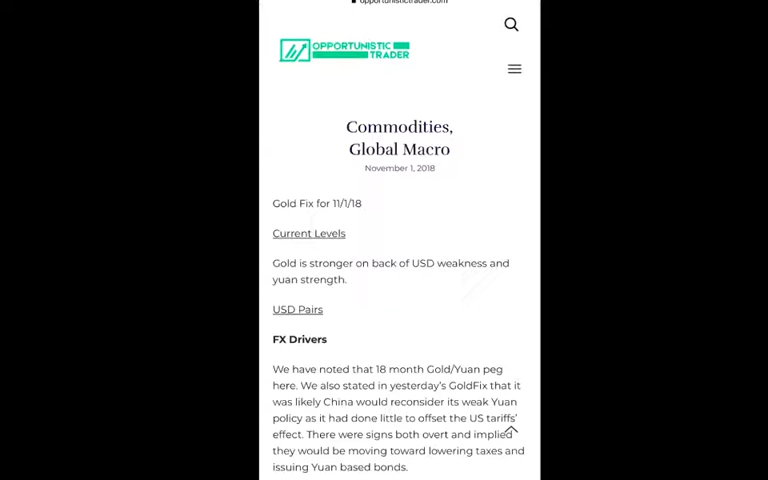 opportunistictrader.com
OPPORTUNISTIC
TRADER
Commodities,
Global Macro
November 1, 2018
Gold Fix for 11/1/18
Current Levels
Gold is stronger on back of USD weakness and
yuan strength.
USD Pairs
FX Drivers
We have noted that 18 month Gold/Yuan peg
here. We also stated in yesterday's GoldFix that it
was likely China would reconsider its weak Yuan
policy as it had done little to offset the US tariffs'
effect. There were signs both overt and implied
they would be moving toward lowering taxes and
issuing Yuan based bonds.